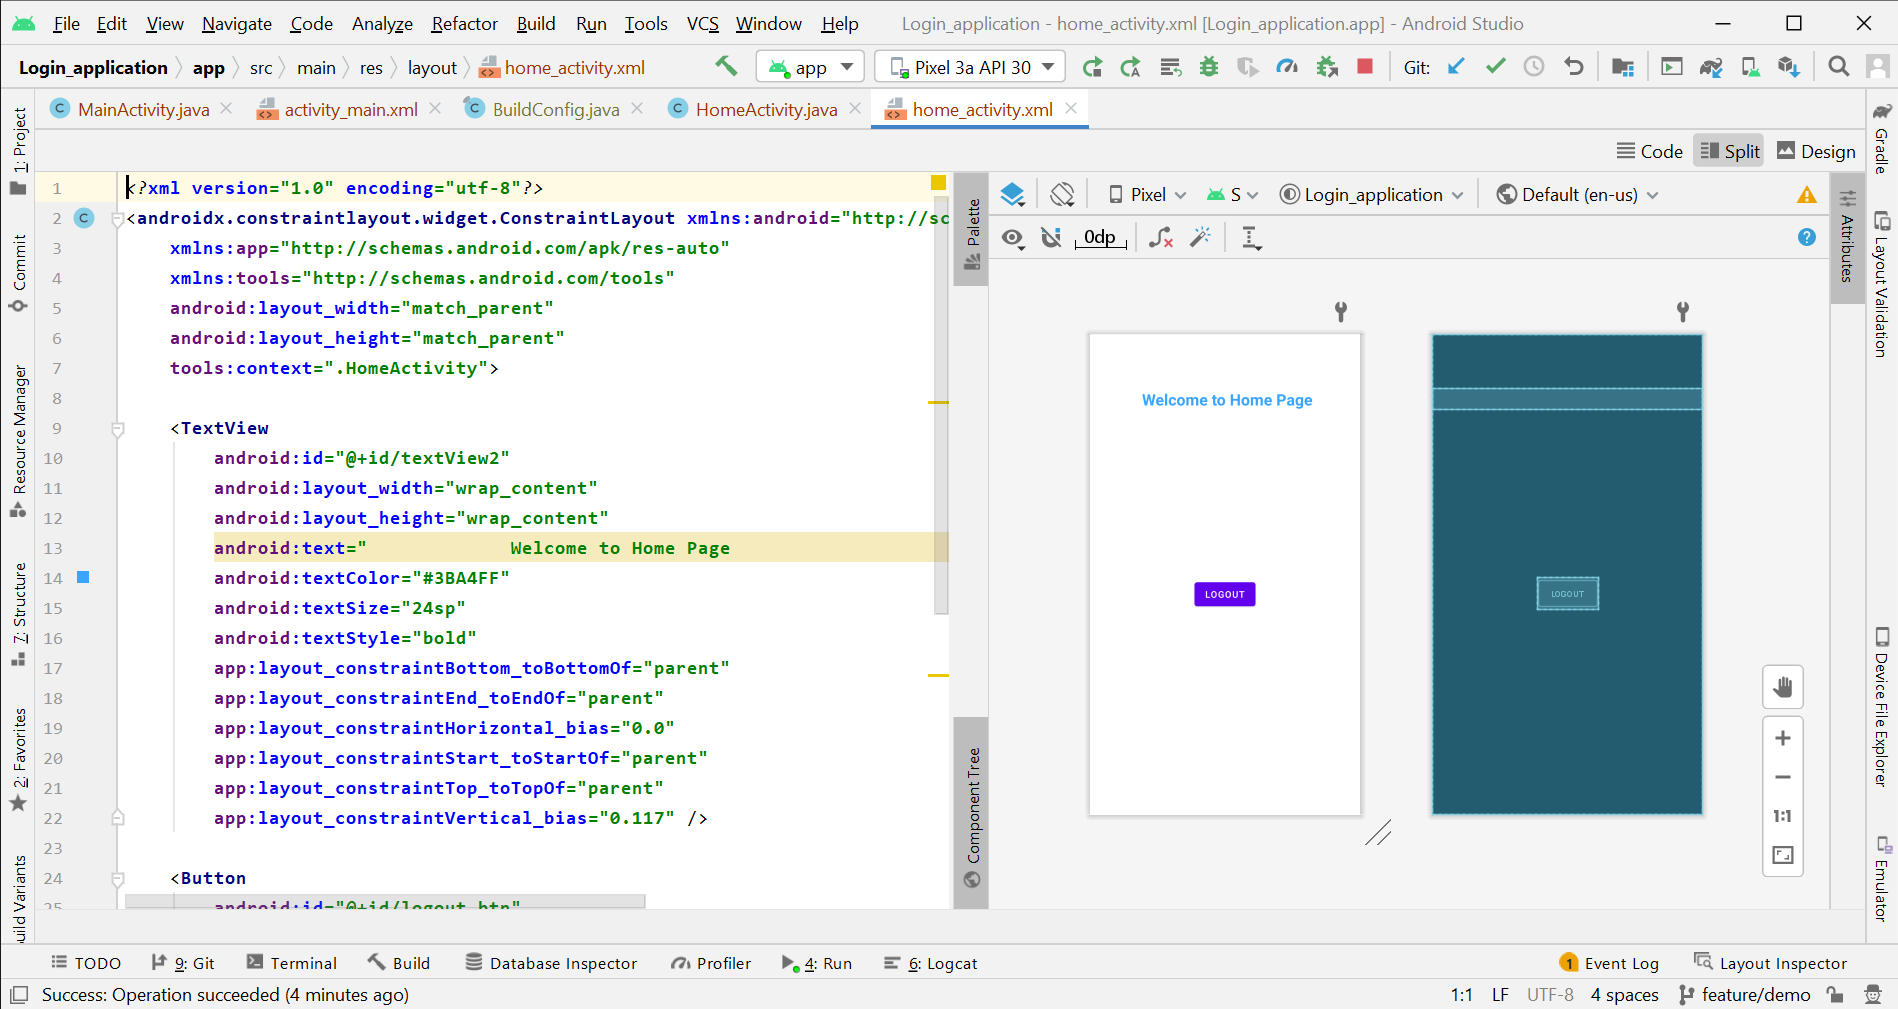 File Edit View Navigate Code Analyze Refactor Build Run Tools VCS Window Help Login_application - home_activity.xml [Login_application.app] - Android Studio
Login_application app src main res layout home_activity.xml app Pixel 3a API 30 Git:
MainActivity.java activity_main.xml BuildConfig.java HomeActivity.java home_activity.xml
Code Split Design
Pixel S Login_application Default (en-us)
0dp
1 <?xml version="1.0" encoding="utf-8"?>
2 <androidx.constraintlayout.widget.ConstraintLayout xmlns:android="http://sc
3 xmlns:app="http://schemas.android.com/apk/res-auto"
4 xmlns:tools="http://schemas.android.com/tools"
5 android:layout_width="match_parent"
6 android:layout_height="match_parent"
7 tools:context=".HomeActivity">
8
9 <TextView
10 android:id="@+id/textView2"
11 android:layout_width="wrap_content"
12 android:layout_height="wrap_content"
13 android:text="             Welcome to Home Page
14 android:textColor="#3BA4FF"
15 android:textSize="24sp"
16 android:textStyle="bold"
17 app:layout_constraintBottom_toBottomOf="parent"
18 app:layout_constraintEnd_toEndOf="parent"
19 app:layout_constraintHorizontal_bias="0.0"
20 app:layout_constraintStart_toStartOf="parent"
21 app:layout_constraintTop_toTopOf="parent"
22 app:layout_constraintVertical_bias="0.117" />
23
24 <Button
25 android:id="@+id/logout_btn"
Welcome to Home Page
LOGOUT
LOGOUT
1:1
1: Project
Commit
Resource Manager
7: Structure
2: Favorites
uild Variants
Palette
Component Tree
Attributes
Gradle
Layout Validation
Device File Explorer
Emulator
TODO 9: Git Terminal Build Database Inspector Profiler 4: Run 6: Logcat 1 Event Log Layout Inspector
Success: Operation succeeded (4 minutes ago) 1:1 LF UTF-8 4 spaces feature/demo